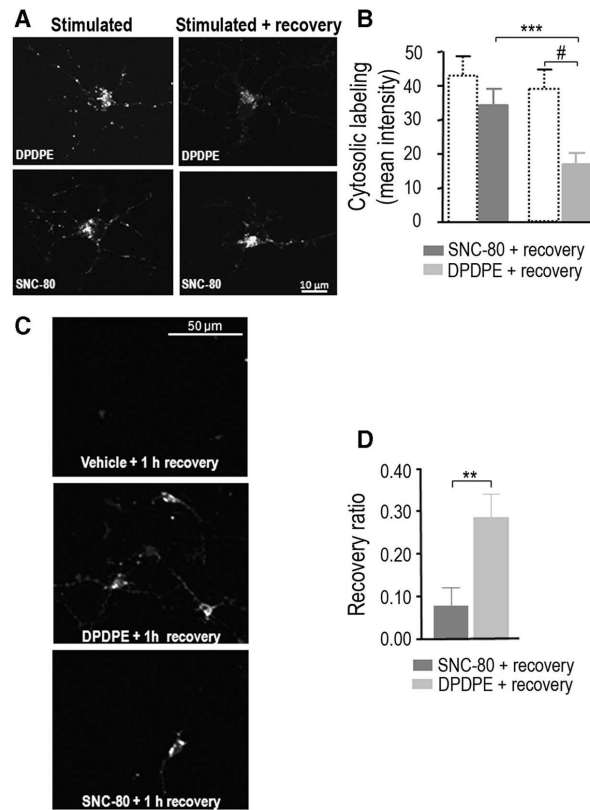 A
Stimulated
Stimulated + recovery
DPDPE
DPDPE
SNC-80
SNC-80
10 μm
B
Cytosolic labeling
(mean intensity)
50
40
30
20
10
0
***
#
SNC-80 + recovery
DPDPE + recovery
C
50 μm
Vehicle + 1 h recovery
DPDPE + 1h recovery
SNC-80 + 1 h recovery
D
Recovery ratio
0.40
0.30
0.20
0.10
0.00
**
SNC-80 + recovery
DPDPE + recovery